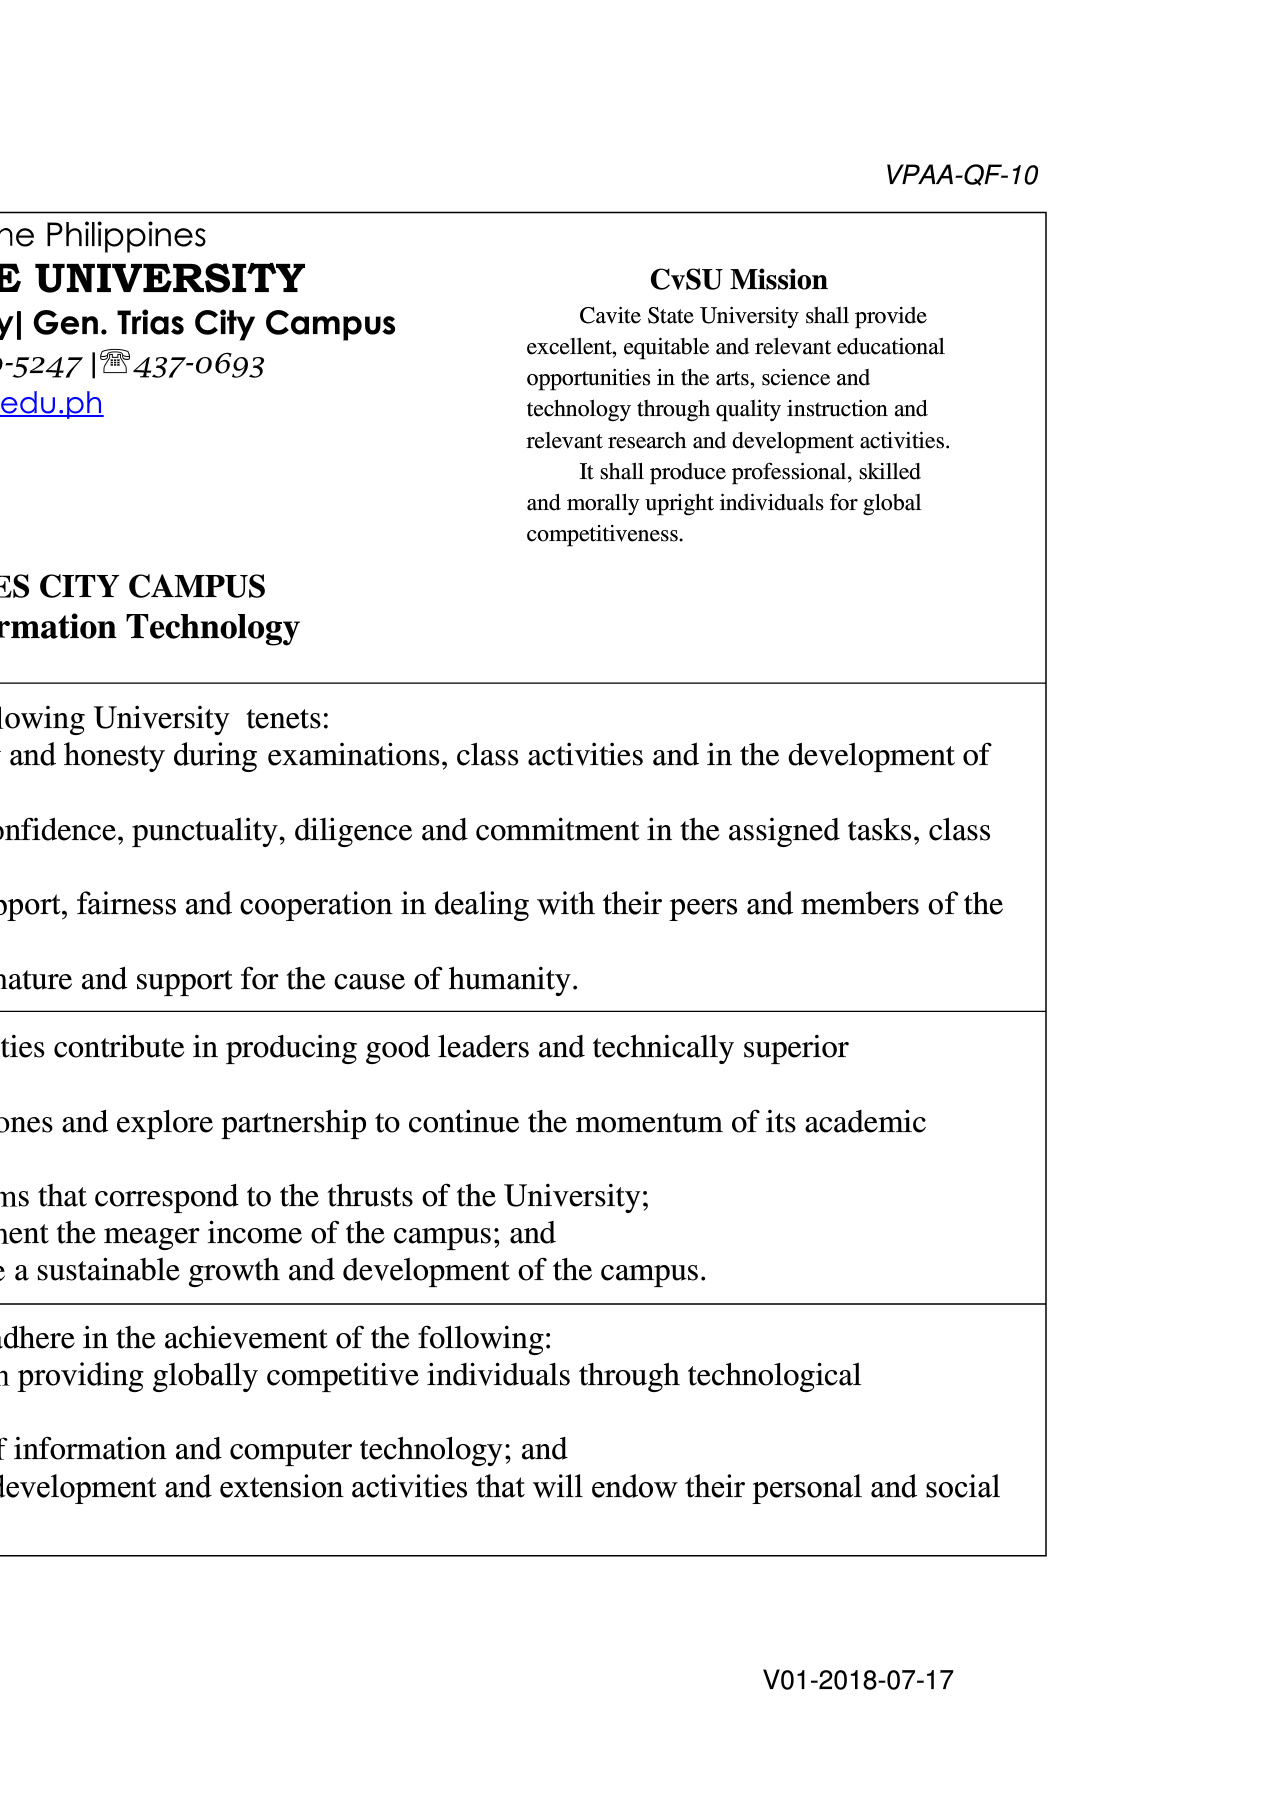 VPAA-QF-10
he Philippines
E UNIVERSITY
y| Gen. Trias City Campus
-5247 |☏437-0693
edu.ph
ES CITY CAMPUS
rmation Technology
CvSU Mission
Cavite State University shall provide
excellent, equitable and relevant educational
opportunities in the arts, science and
technology through quality instruction and
relevant research and development activities.
It shall produce professional, skilled
and morally upright individuals for global
competitiveness.
lowing University tenets:
and honesty during examinations, class activities and in the development of
onfidence, punctuality, diligence and commitment in the assigned tasks, class
pport, fairness and cooperation in dealing with their peers and members of the
nature and support for the cause of humanity.
ties contribute in producing good leaders and technically superior
ones and explore partnership to continue the momentum of its academic
ms that correspond to the thrusts of the University;
ent the meager income of the campus; and
e a sustainable growth and development of the campus.
adhere in the achievement of the following:
n providing globally competitive individuals through technological
f information and computer technology; and
development and extension activities that will endow their personal and social
V01-2018-07-17